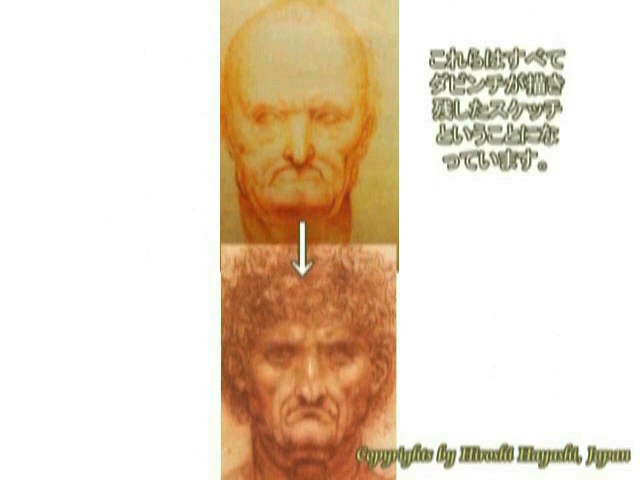 これらはすべて
ダビンチが描き
残したスケッチ
ということにな
っています。
Cypyrights by Hiroshi Hayashi, Japan